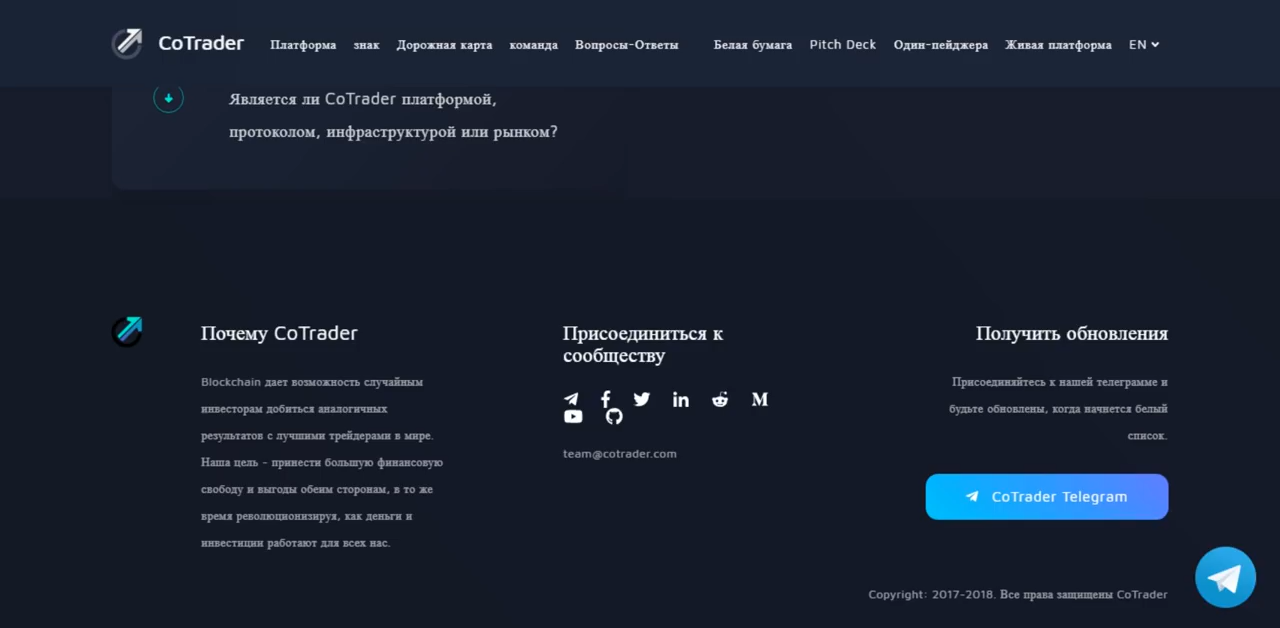 CoTrader Платформа знак Дорожная карта команда Вопросы-Ответы Белая бумага Pitch Deck Один-пейджера Живая платформа EN
Является ли CoTrader платформой,
протоколом, инфраструктурой или рынком?
Почему CoTrader
Blockchain дает возможность случайным
инвесторам добиться аналогичных
результатов с лучшими трейдерами в мире.
Наша цель - принести большую финансовую
свободу и выгоды обеим сторонам, в то же
время революционизируя, как деньги и
инвестиции работают для всех нас.
Присоединиться к
сообществу
team@cotrader.com
Получить обновления
Присоединяйтесь к нашей телеграмме и
будьте обновлены, когда начнется белый
список.
CoTrader Telegram
Copyright: 2017-2018. Все права защищены CoTrader